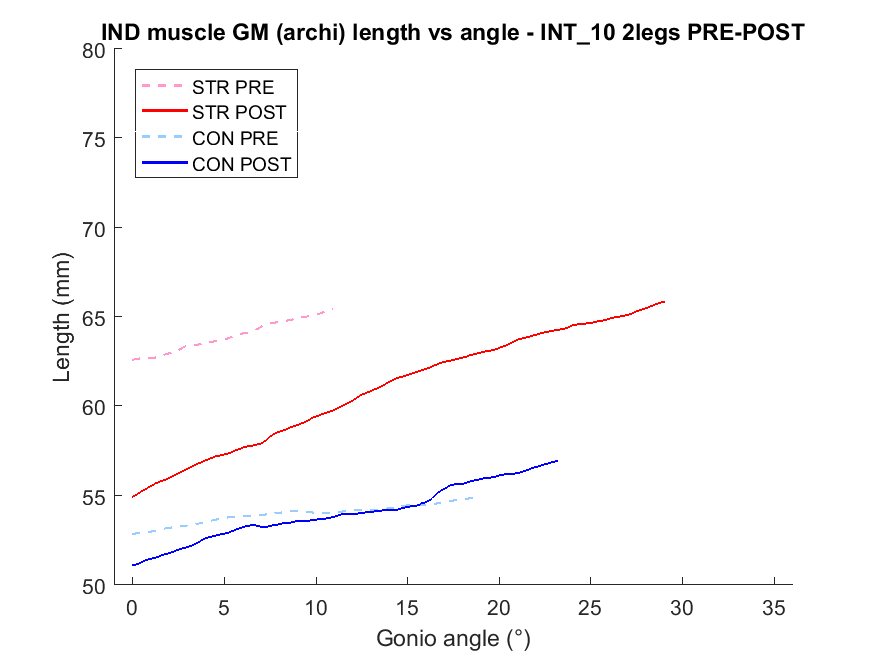 IND muscle GM (archi) length vs angle - INT_10 2legs PRE-POST
80
75
70
65
60
55
50
Length (mm)
STR PRE
STR POST
CON PRE
CON POST
0 5 10 15 20 25 30 35
Gonio angle (°)